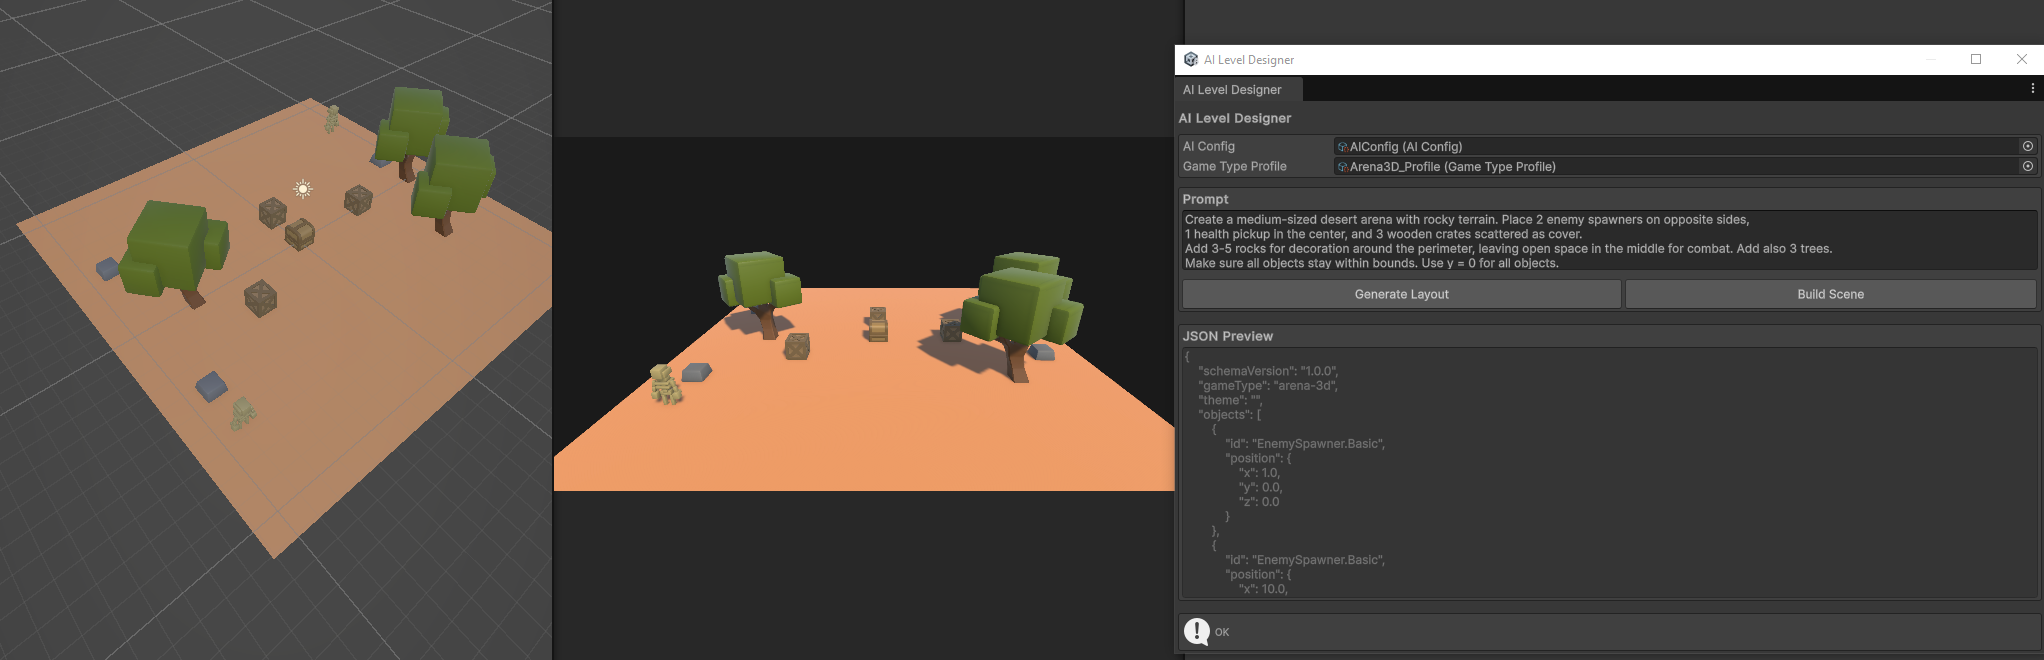 AI Level Designer
AI Level Designer
AI Level Designer
AI Config AIConfig (AI Config)
Game Type Profile Arena3D_Profile (Game Type Profile)
Prompt
Create a medium-sized desert arena with rocky terrain. Place 2 enemy spawners on opposite sides,
1 health pickup in the center, and 3 wooden crates scattered as cover.
Add 3-5 rocks for decoration around the perimeter, leaving open space in the middle for combat. Add also 3 trees.
Make sure all objects stay within bounds. Use y = 0 for all objects.
Generate Layout Build Scene
JSON Preview
{
"schemaVersion": "1.0.0",
"gameType": "arena-3d",
"theme": "",
"objects": [
{
"id": "EnemySpawner.Basic",
"position": {
"x": 1.0,
"y": 0.0,
"z": 0.0
}
},
{
"id": "EnemySpawner.Basic",
"position": {
"x": 10.0,
OK